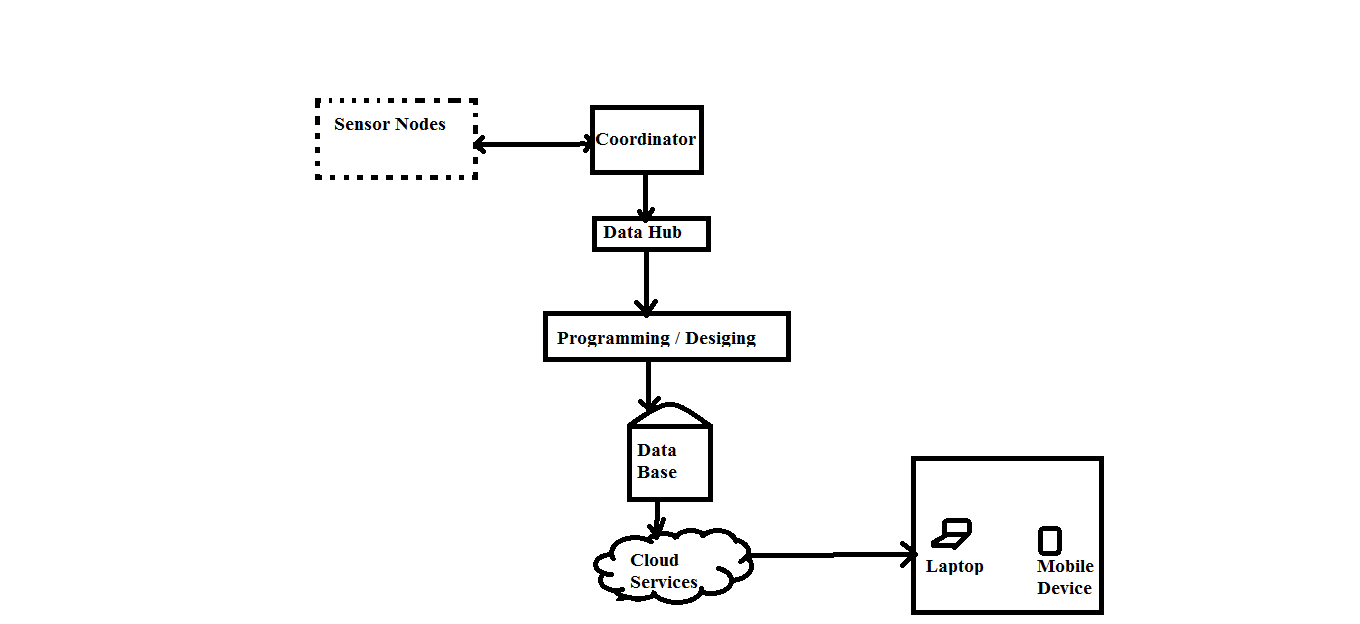 Sensor Nodes
Coordinator
Data Hub
Programming / Desiging
Data
Base
Cloud
Services
Laptop
Mobile
Device